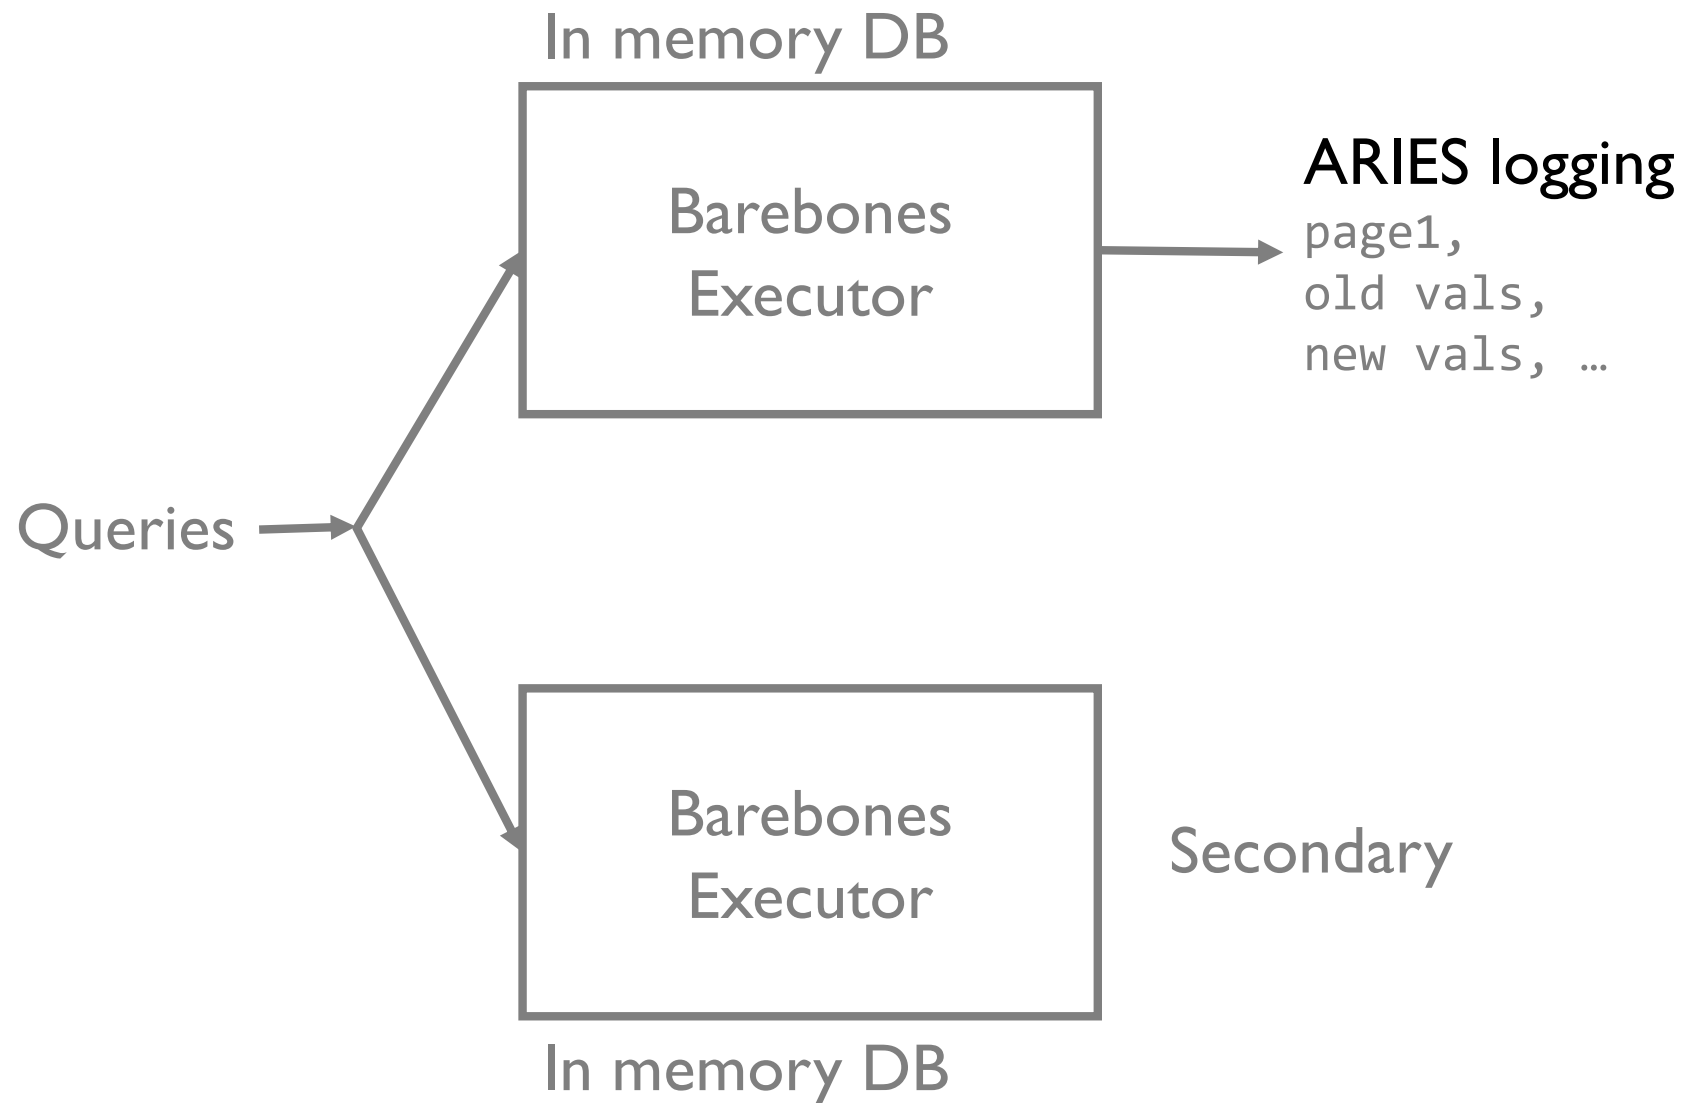 In memory DB
Barebones
Executor
ARIES logging
page1,
old vals,
new vals, …
Queries
Barebones
Executor
Secondary
In memory DB